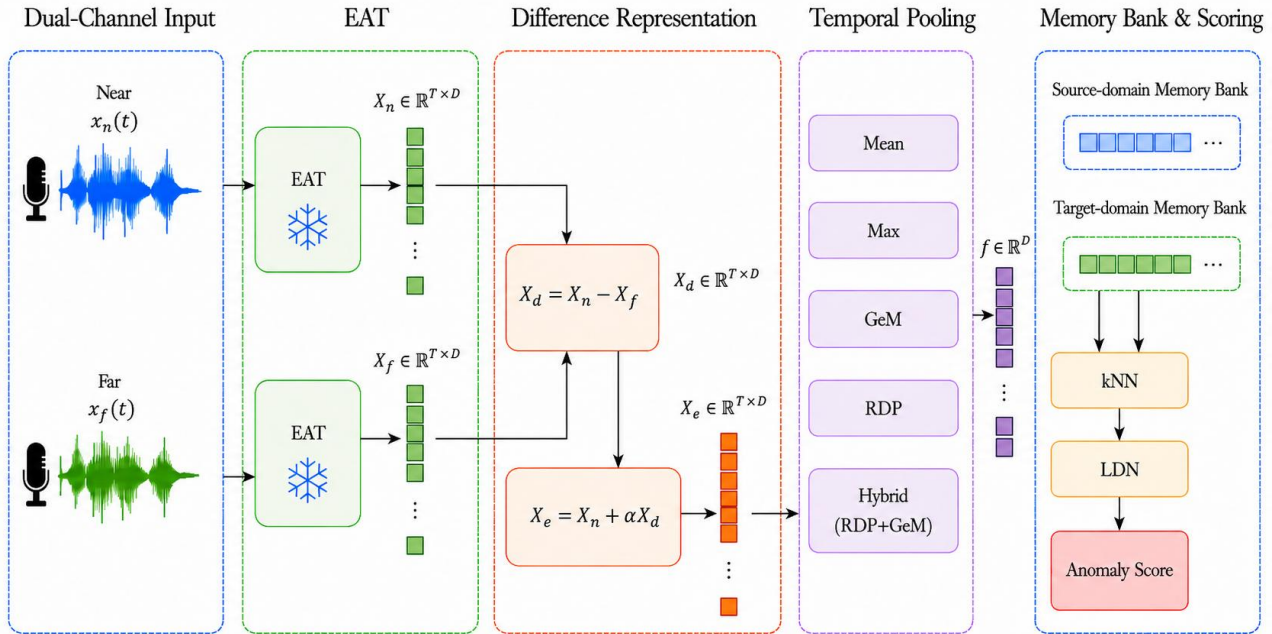 Dual-Channel Input
EAT
Difference Representation
Temporal Pooling
Memory Bank & Scoring
Near
x_n(t)
Far
x_f(t)
X_n ∈ ℝ^{T×D}
EAT
⋮
X_f ∈ ℝ^{T×D}
EAT
⋮
X_d = X_n − X_f
X_d ∈ ℝ^{T×D}
X_e = X_n + αX_d
X_e ∈ ℝ^{T×D}
⋮
Mean
Max
GeM
RDP
Hybrid
(RDP+GeM)
f ∈ ℝ^D
⋮
Source-domain Memory Bank
⋯
Target-domain Memory Bank
⋯
kNN
LDN
Anomaly Score